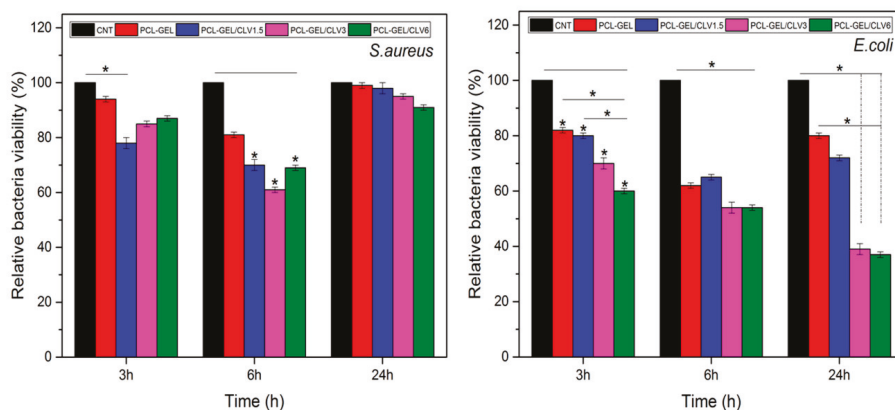 CNT PCL-GEL PCL-GEL/CLV1.5 PCL-GEL/CLV3 PCL-GEL/CLV6
S.aureus
Relative bacteria viability (%)
120
100
80
60
40
20
0
* * * *
3h 6h 24h
Time (h)
CNT PCL-GEL PCL-GEL/CLV1.5 PCL-GEL/CLV3 PCL-GEL/CLV6
E.coli
Relative bacteria viability (%)
120
100
80
60
40
20
0
* * * * * * * * *
3h 6h 24h
Time (h)